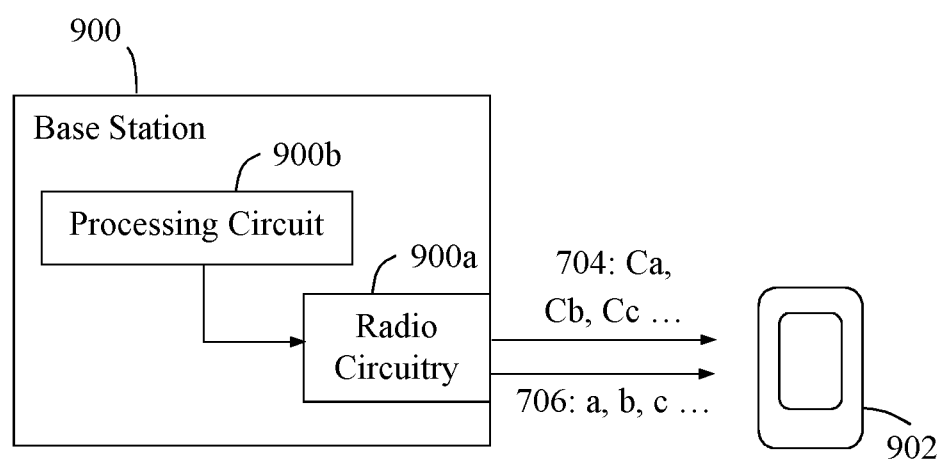 900
Base Station
900b
Processing Circuit
900a
704: Ca,
Cb, Cc ...
Radio
Circuitry
706: a, b, c ...
902